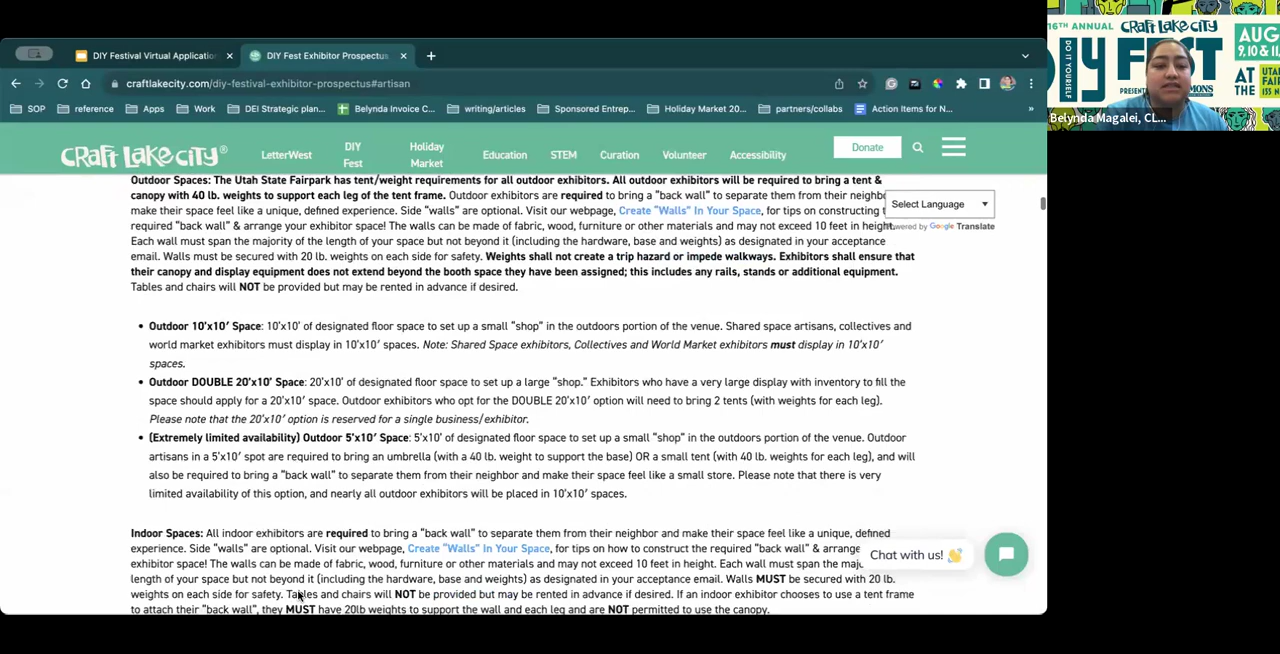 DIY Festival Virtual Application
DIY Fest Exhibitor Prospectus
craftlakecity.com/diy-festival-exhibitor-prospectus#artisan
SOP reference Apps Work DEI Strategic plan... Belynda Invoice C... writing/articles Sponsored Entrep... Holiday Market 20... partners/collabs Action Items for N... »
CRAFT LAKE CITY® LetterWest DIY Fest Holiday Market Education STEM Curation Volunteer Accessibility Donate
Select Language
Powered by Google Translate
Outdoor Spaces: The Utah State Fairpark has tent/weight requirements for all outdoor exhibitors. All outdoor exhibitors will be required to bring a tent &
canopy with 40 lb. weights to support each leg of the tent frame. Outdoor exhibitors are required to bring a "back wall" to separate them from their neighbo
make their space feel like a unique, defined experience. Side "walls" are optional. Visit our webpage, Create "Walls" In Your Space, for tips on constructing t
required "back wall" & arrange your exhibitor space! The walls can be made of fabric, wood, furniture or other materials and may not exceed 10 feet in height.
Each wall must span the majority of the length of your space but not beyond it (including the hardware, base and weights) as designated in your acceptance
email. Walls must be secured with 20 lb. weights on each side for safety. Weights shall not create a trip hazard or impede walkways. Exhibitors shall ensure that
their canopy and display equipment does not extend beyond the booth space they have been assigned; this includes any rails, stands or additional equipment.
Tables and chairs will NOT be provided but may be rented in advance if desired.
• Outdoor 10'x10' Space: 10'x10' of designated floor space to set up a small "shop" in the outdoors portion of the venue. Shared space artisans, collectives and
world market exhibitors must display in 10'x10' spaces. Note: Shared Space exhibitors, Collectives and World Market exhibitors must display in 10'x10'
spaces.
• Outdoor DOUBLE 20'x10' Space: 20'x10' of designated floor space to set up a large "shop." Exhibitors who have a very large display with inventory to fill the
space should apply for a 20'x10' space. Outdoor exhibitors who opt for the DOUBLE 20'x10' option will need to bring 2 tents (with weights for each leg).
Please note that the 20'x10' option is reserved for a single business/exhibitor.
• (Extremely limited availability) Outdoor 5'x10' Space: 5'x10' of designated floor space to set up a small "shop" in the outdoors portion of the venue. Outdoor
artisans in a 5'x10' spot are required to bring an umbrella (with a 40 lb. weight to support the base) OR a small tent (with 40 lb. weights for each leg), and will
also be required to bring a "back wall" to separate them from their neighbor and make their space feel like a small store. Please note that there is very
limited availability of this option, and nearly all outdoor exhibitors will be placed in 10'x10' spaces.
Indoor Spaces: All indoor exhibitors are required to bring a "back wall" to separate them from their neighbor and make their space feel like a unique, defined
experience. Side "walls" are optional. Visit our webpage, Create "Walls" In Your Space, for tips on how to construct the required "back wall" & arrange
exhibitor space! The walls can be made of fabric, wood, furniture or other materials and may not exceed 10 feet in height. Each wall must span the majo
length of your space but not beyond it (including the hardware, base and weights) as designated in your acceptance email. Walls MUST be secured with 20 lb.
weights on each side for safety. Tables and chairs will NOT be provided but may be rented in advance if desired. If an indoor exhibitor chooses to use a tent frame
to attach their "back wall", they MUST have 20lb weights to support the wall and each leg and are NOT permitted to use the canopy.
Chat with us! 👋
16TH ANNUAL CRAFT LAKE CITY
DO IT YOURSELF
DIY FEST
AUG
9, 10 & 11,
AT
THE
Belynda Magalei, CL...